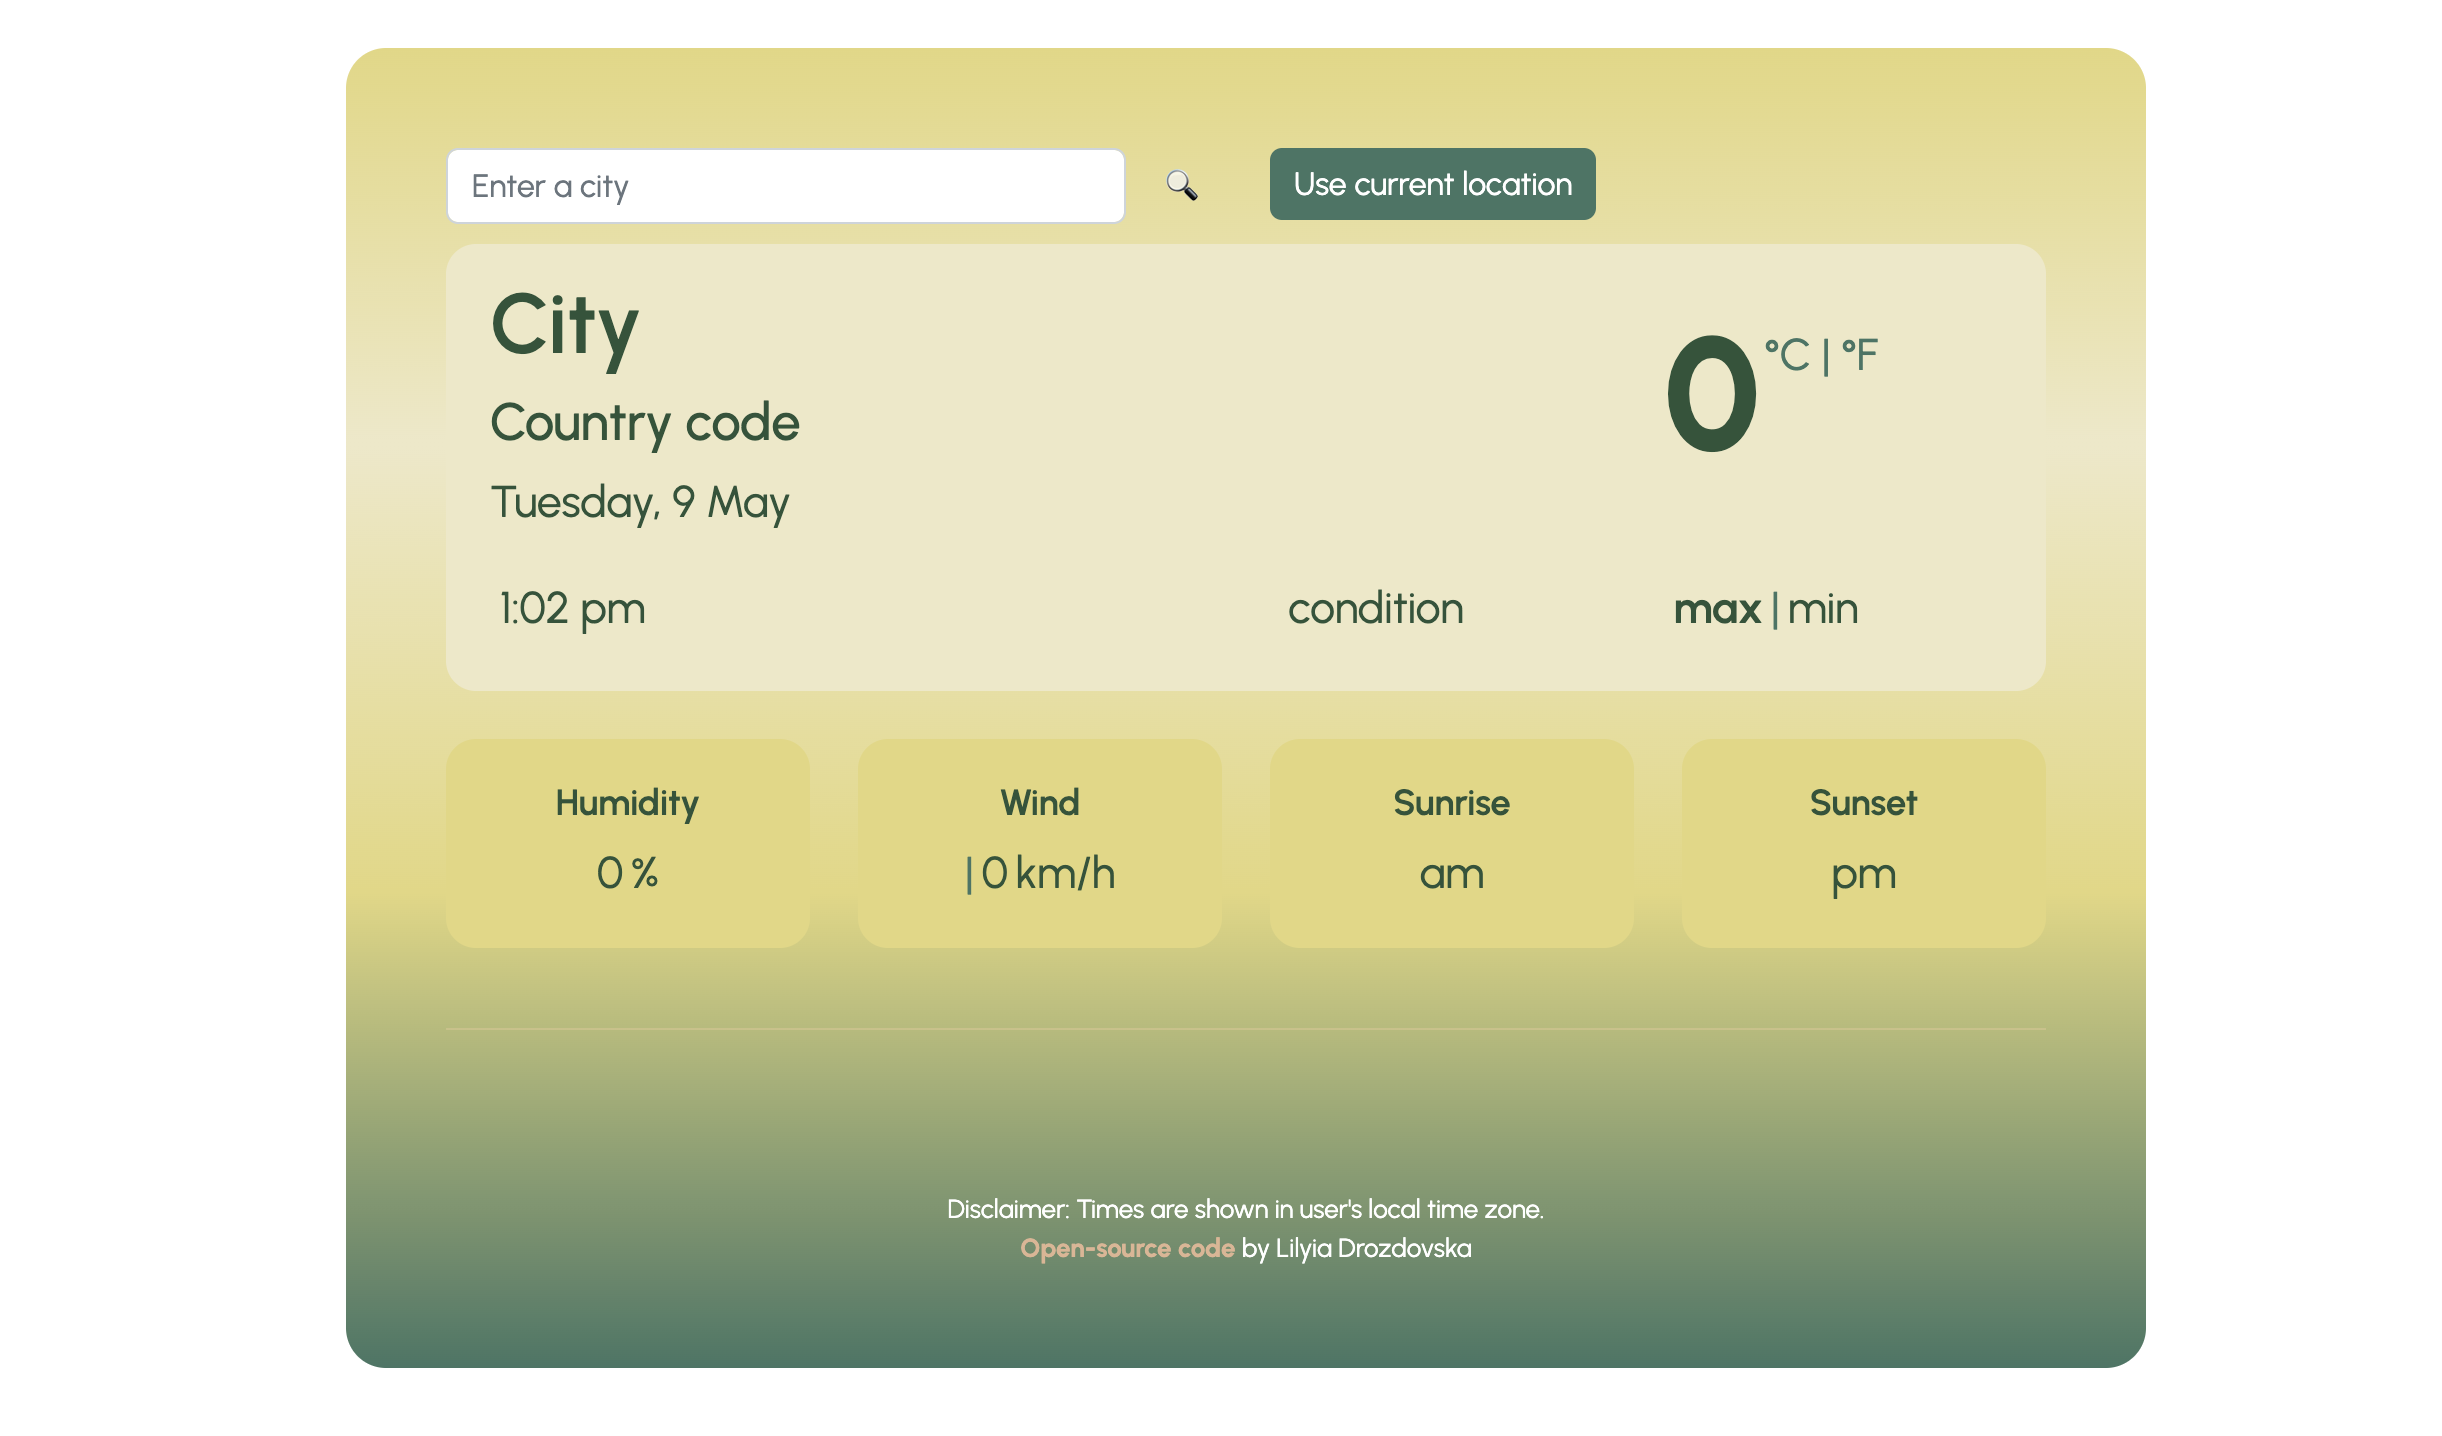 Enter a city
Use current location
City
Country code
Tuesday, 9 May
1:02 pm
0 °C | °F
condition
max | min
Humidity
0 %
Wind
| 0 km/h
Sunrise
am
Sunset
pm
Disclaimer: Times are shown in user's local time zone.
Open-source code by Lilyia Drozdovska